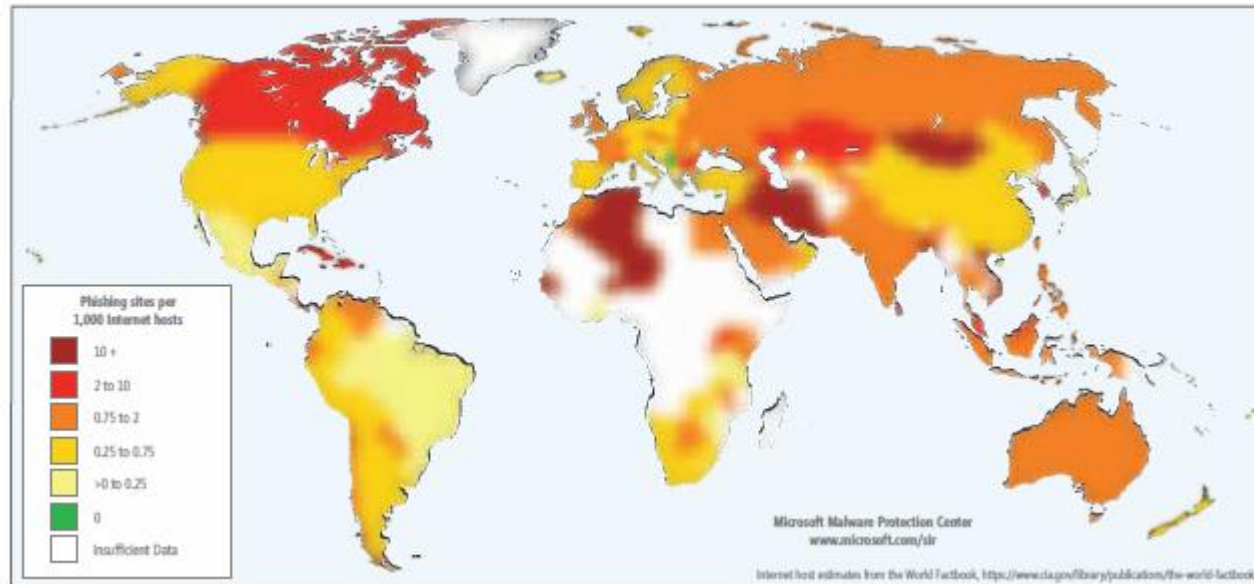 Phishing sites per
1,000 Internet hosts
10 +
2 to 10
0.75 to 2
0.25 to 0.75
>0 to 0.25
0
Insufficient Data
Microsoft Malware Protection Center
www.microsoft.com/sir
Internet host estimates from the World Factbook, https://www.cia.gov/library/publications/the-world-factbook